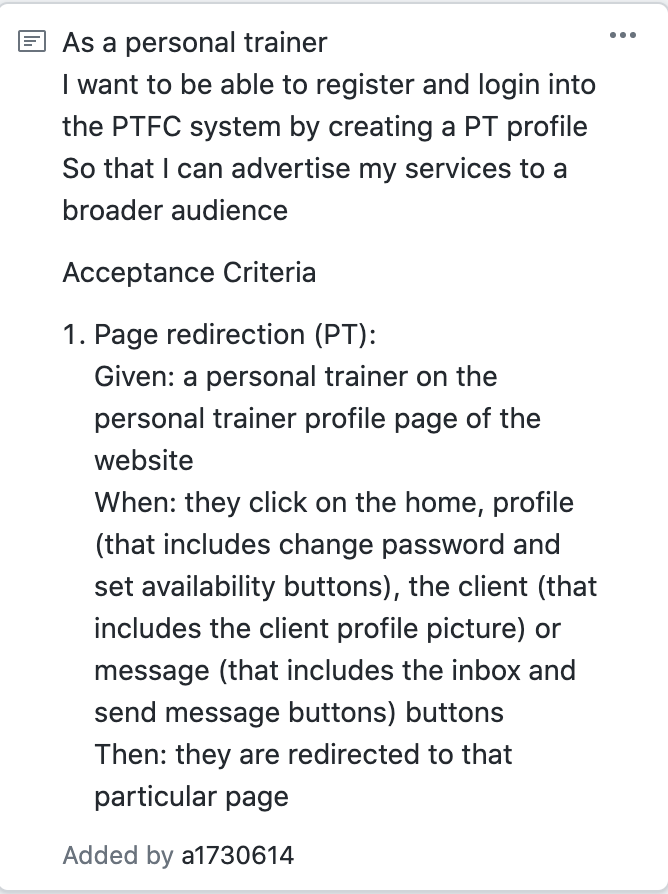 As a personal trainer
I want to be able to register and login into
the PTFC system by creating a PT profile
So that I can advertise my services to a
broader audience
Acceptance Criteria
1. Page redirection (PT):
Given: a personal trainer on the
personal trainer profile page of the
website
When: they click on the home, profile
(that includes change password and
set availability buttons), the client (that
includes the client profile picture) or
message (that includes the inbox and
send message buttons) buttons
Then: they are redirected to that
particular page
Added by a1730614